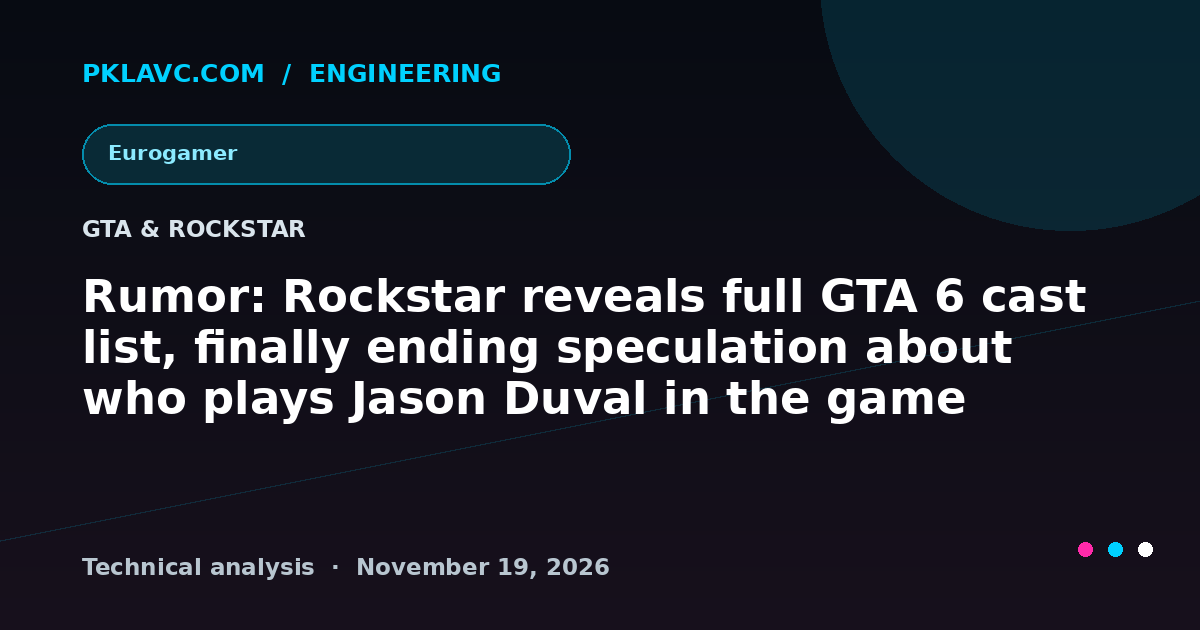 PKLAVC.COM / ENGINEERING
Eurogamer
GTA & ROCKSTAR
Rumor: Rockstar reveals full GTA 6 cast
list, finally ending speculation about
who plays Jason Duval in the game
Technical analysis · November 19, 2026